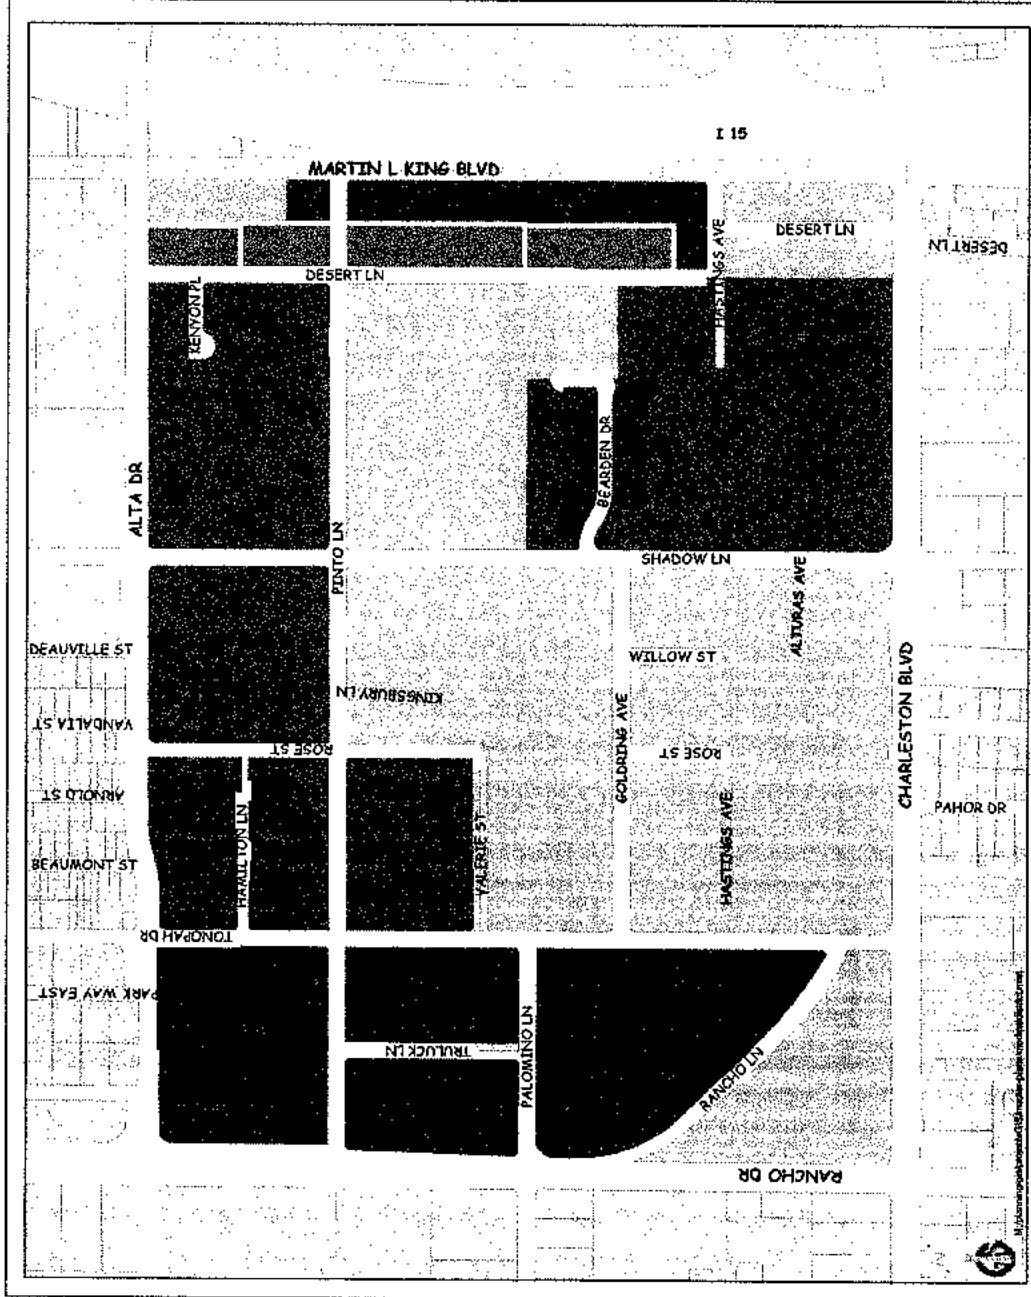 I 15
MARTIN L KING BLVD
DESERT LN
DESERT LN
HASTINGS AVE
DESERT LN
KENYON PL
BEARDEN DR
ALTA DR
PINTO LN
SHADOW LN
ALTURAS AVE
DEAUVILLE ST
WILLOW ST
KINGSBURY LN
VANDALIA ST
CHARLESTON BLVD
GOLDRING AVE
ROSE ST
ROSE ST
ARNOLD ST
PAHOR DR
HAMILTON LN
VALERIE ST
HASTINGS AVE
BEAUMONT ST
TONOPAH DR
PARK WAY EAST
TRULUCK LN
PALOMINO LN
RANCHO LN
RANCHO DR